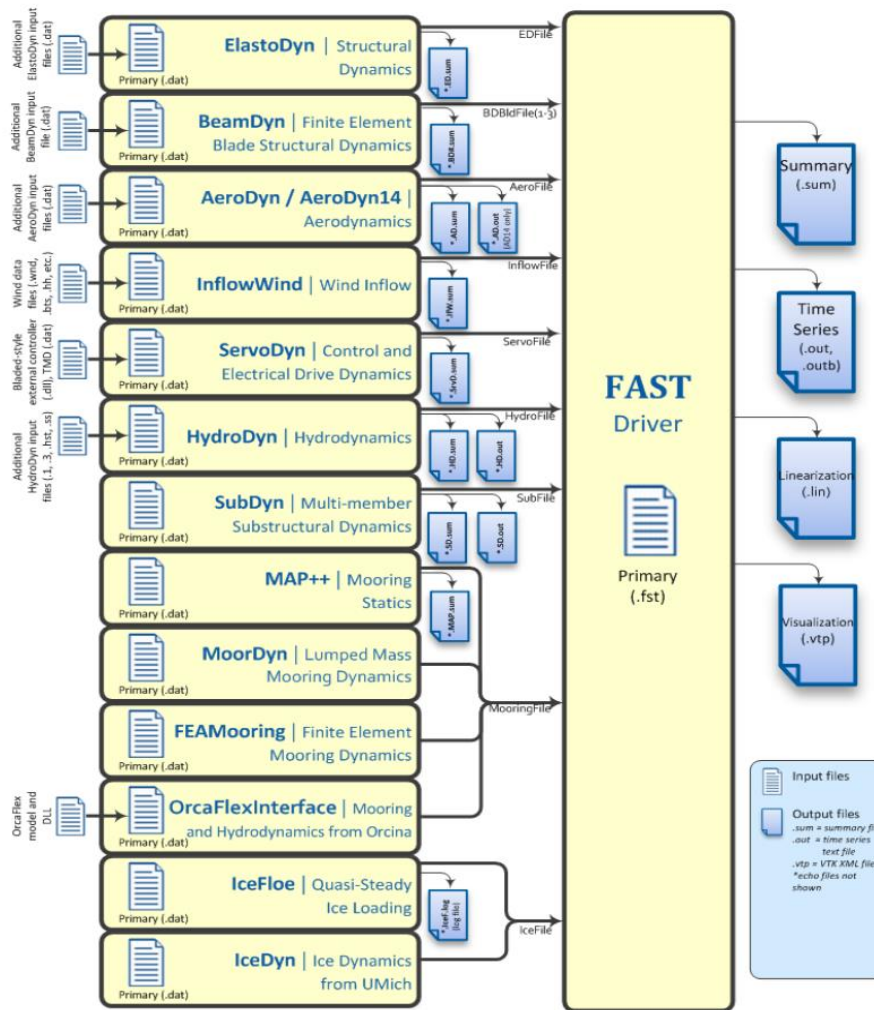 Additional
ElastoDyn input
files (.dat)
Primary (.dat)
ElastoDyn | Structural
Dynamics
*.ED.sum
EDFile
Additional
BeamDyn input
file (.dat)
Primary (.dat)
BeamDyn | Finite Element
Blade Structural Dynamics
*.BD#.sum
BDBldFile(1-3)
Additional
AeroDyn input
files (.dat)
Primary (.dat)
AeroDyn / AeroDyn14 |
Aerodynamics
*.AD.sum
*.AD.out
(AD14 only)
AeroFile
Wind data
files (.wnd,
.bts, .hh, etc.)
Primary (.dat)
InflowWind | Wind Inflow
*.IfW.sum
InflowFile
Bladed-style
external controller
(.dll), TMD (.dat)
Primary (.dat)
ServoDyn | Control and
Electrical Drive Dynamics
*.SrvD.sum
ServoFile
Additional
HydroDyn input
files (.1, .3, .hst, .ss)
Primary (.dat)
HydroDyn | Hydrodynamics
*.HD.sum
*.HD.out
HydroFile
Primary (.dat)
SubDyn | Multi-member
Substructural Dynamics
*.SD.sum
*.SD.out
SubFile
Primary (.dat)
MAP++ | Mooring
Statics
*.MAP.sum
Primary (.dat)
MoorDyn | Lumped Mass
Mooring Dynamics
MooringFile
Primary (.dat)
FEAMooring | Finite Element
Mooring Dynamics
OrcaFlex
model and
DLL
Primary (.dat)
OrcaFlexInterface | Mooring
and Hydrodynamics from Orcina
Primary (.dat)
IceFloe | Quasi-Steady
Ice Loading
*.IceF.log
(log file)
IceFile
Primary (.dat)
IceDyn | Ice Dynamics
from UMich
FAST
Driver
Primary
(.fst)
Summary
(.sum)
Time
Series
(.out,
.outb)
Linearization
(.lin)
Visualization
(.vtp)
Input files
Output files
.sum = summary fi
.out = time series
text file
.vtp = VTK XML file
*echo files not
shown